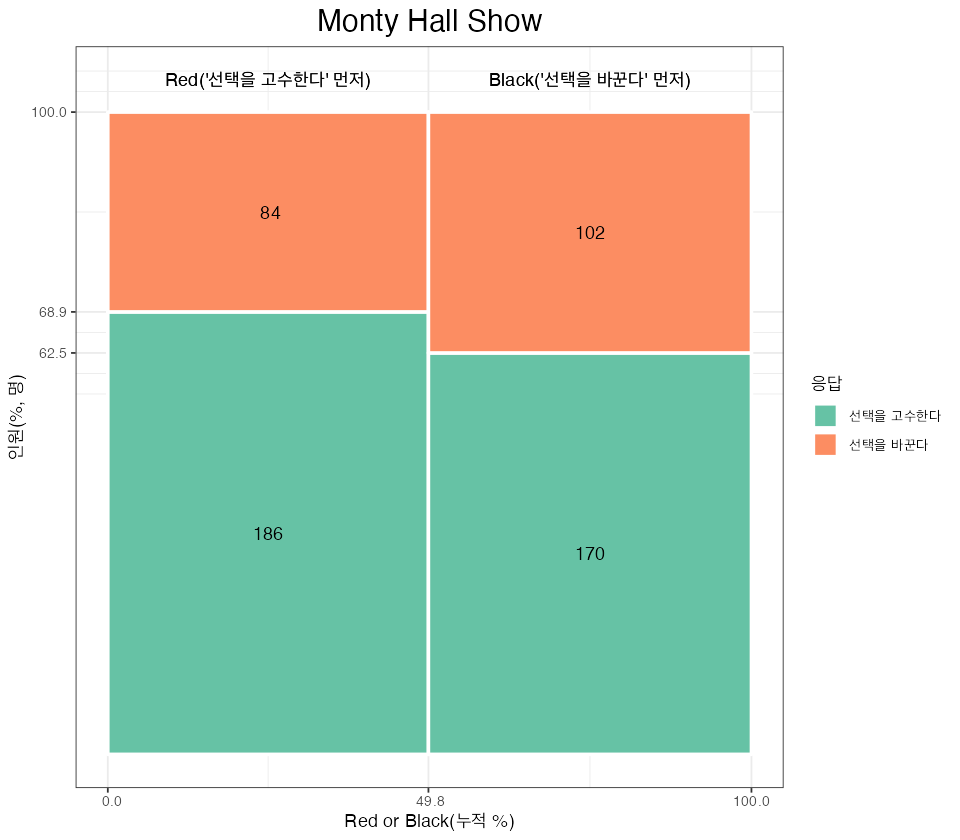 Monty Hall Show
Red('선택을 고수한다' 먼저)
Black('선택을 바꾼다' 먼저)
100.0
84
102
68.9
62.5
인원(%, 명)
응답
선택을 고수한다
선택을 바꾼다
186
170
0.0
49.8
100.0
Red or Black(누적 %)